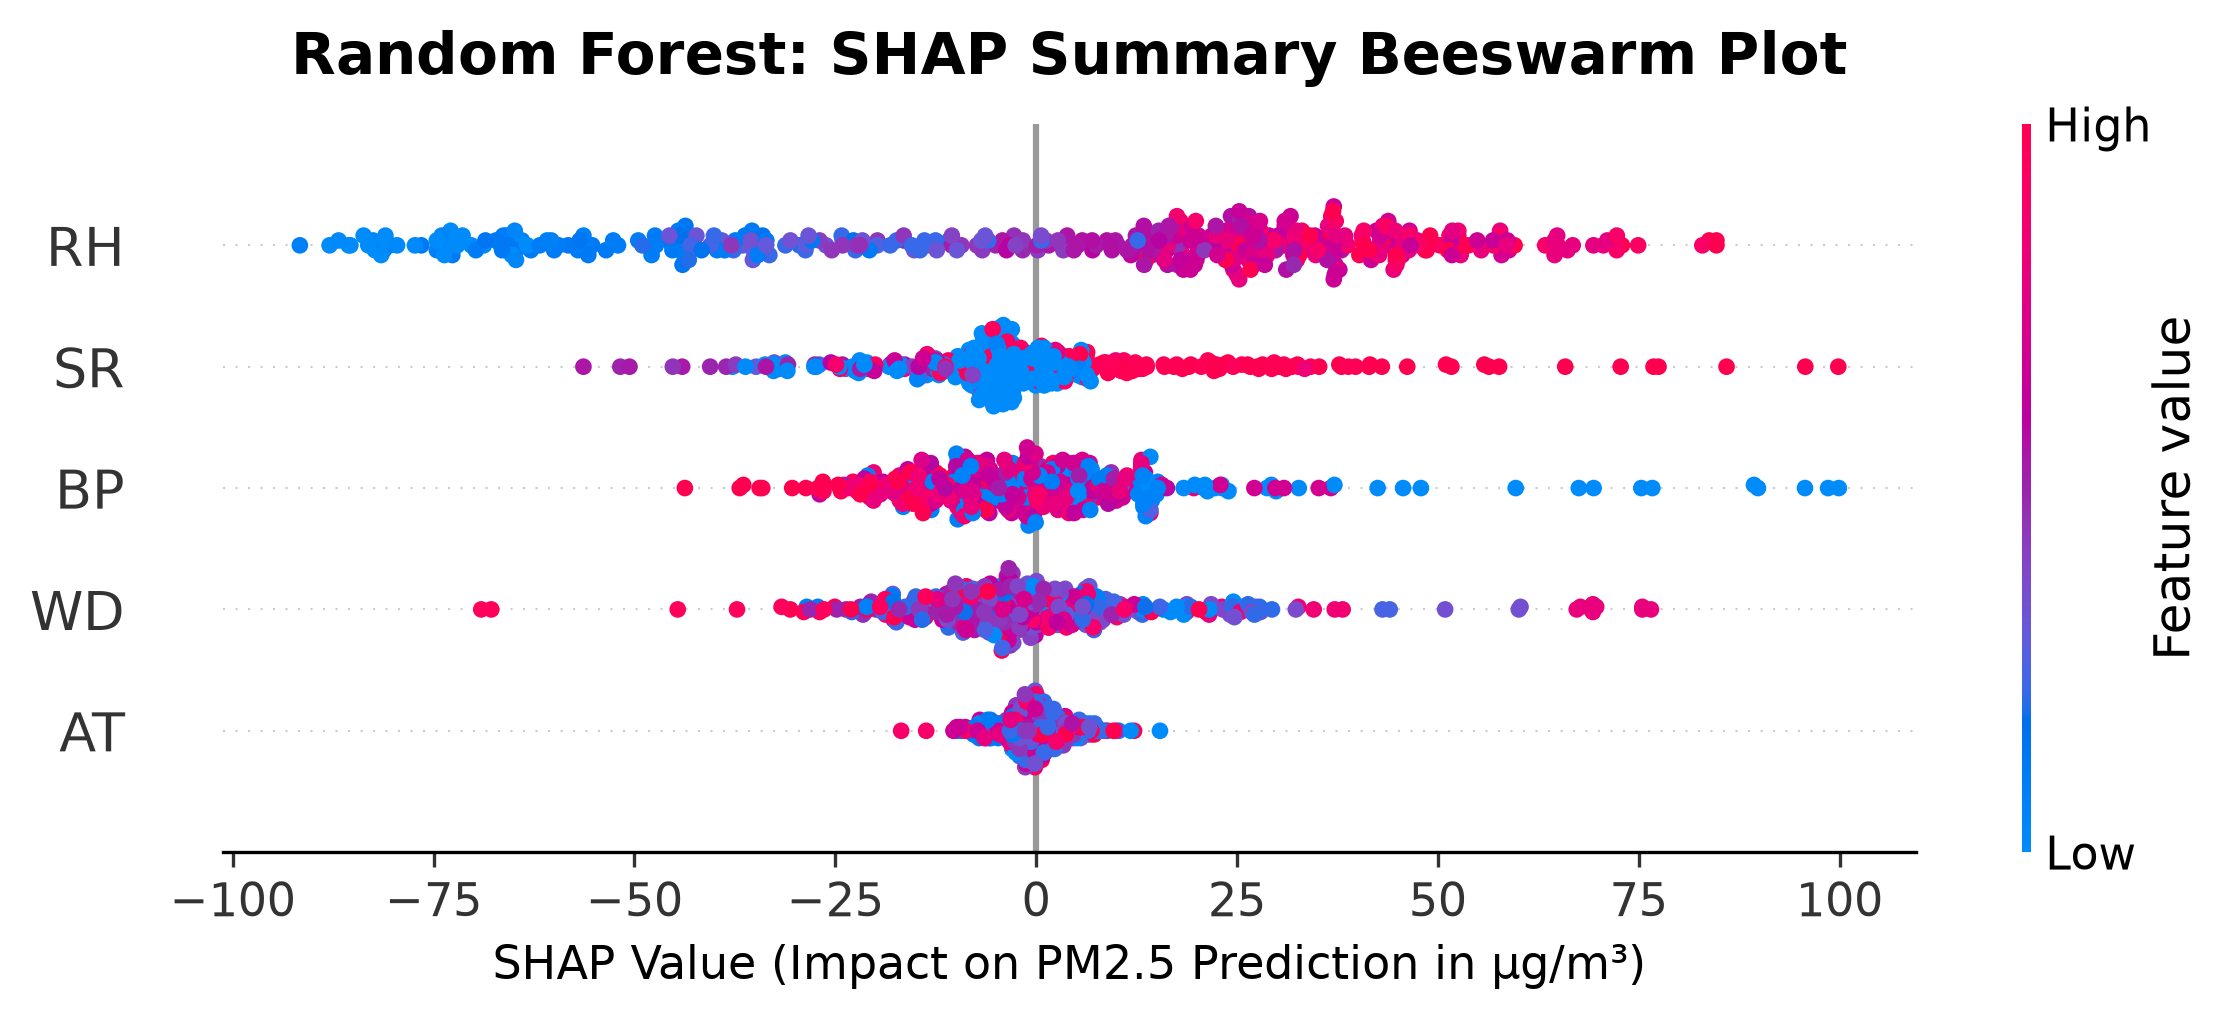 Random Forest: SHAP Summary Beeswarm Plot
High
RH
SR
BP
WD
AT
Feature value
Low
−100 −75 −50 −25 0 25 50 75 100
SHAP Value (Impact on PM2.5 Prediction in µg/m³)